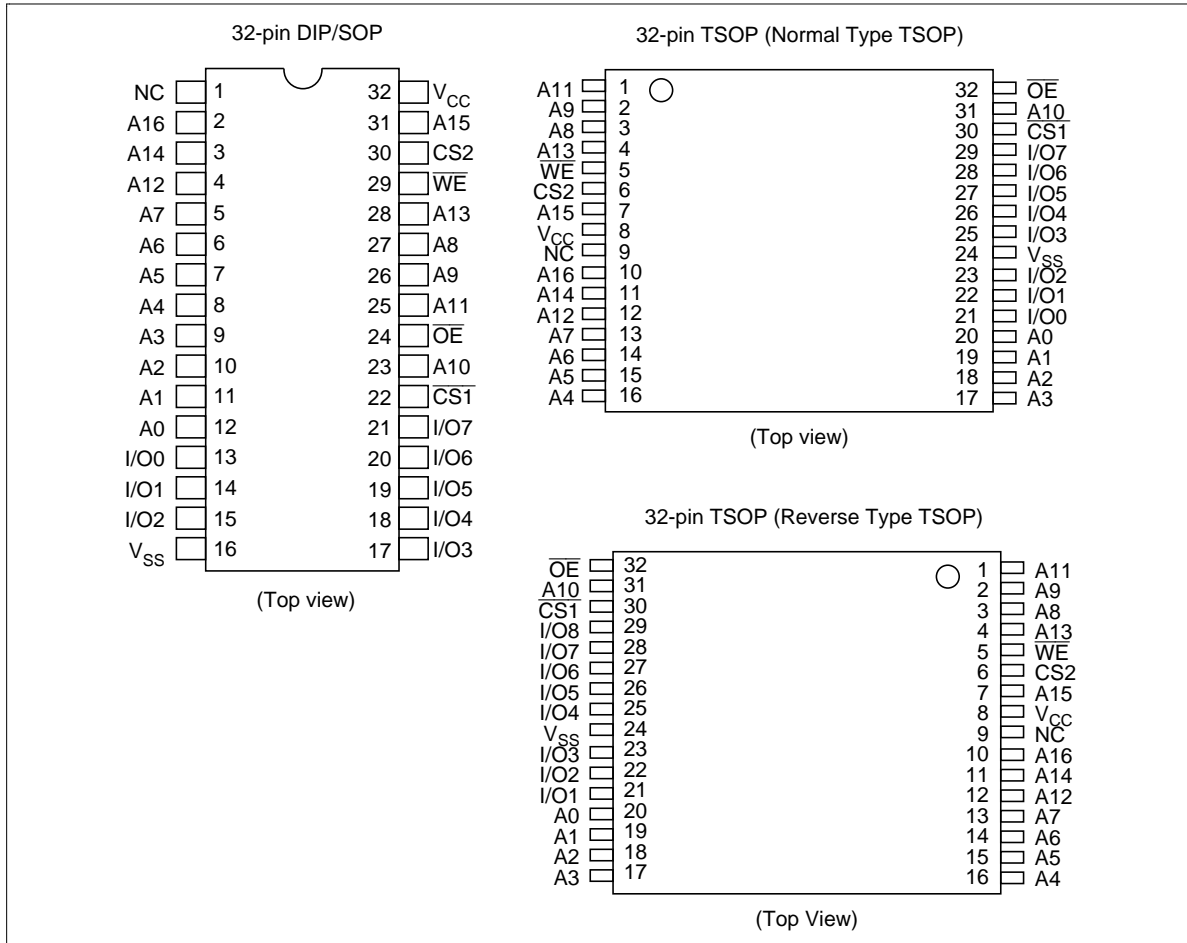 32-pin DIP/SOP
NC 1 32 VCC
A16 2 31 A15
A14 3 30 CS2
A12 4 29 W̅E̅
A7 5 28 A13
A6 6 27 A8
A5 7 26 A9
A4 8 25 A11
A3 9 24 O̅E̅
A2 10 23 A10
A1 11 22 C̅S̅1̅
A0 12 21 I/O7
I/O0 13 20 I/O6
I/O1 14 19 I/O5
I/O2 15 18 I/O4
VSS 16 17 I/O3
(Top view)
32-pin TSOP (Normal Type TSOP)
A11 1 32 O̅E̅
A9 2 31 A10
A8 3 30 C̅S̅1̅
A13 4 29 I/O7
W̅E̅ 5 28 I/O6
CS2 6 27 I/O5
A15 7 26 I/O4
VCC 8 25 I/O3
NC 9 24 VSS
A16 10 23 I/O2
A14 11 22 I/O1
A12 12 21 I/O0
A7 13 20 A0
A6 14 19 A1
A5 15 18 A2
A4 16 17 A3
(Top view)
32-pin TSOP (Reverse Type TSOP)
O̅E̅ 32 1 A11
A10 31 2 A9
C̅S̅1̅ 30 3 A8
I/O8 29 4 A13
I/O7 28 5 W̅E̅
I/O6 27 6 CS2
I/O5 26 7 A15
I/O4 25 8 VCC
VSS 24 9 NC
I/O3 23 10 A16
I/O2 22 11 A14
I/O1 21 12 A12
A0 20 13 A7
A1 19 14 A6
A2 18 15 A5
A3 17 16 A4
(Top View)